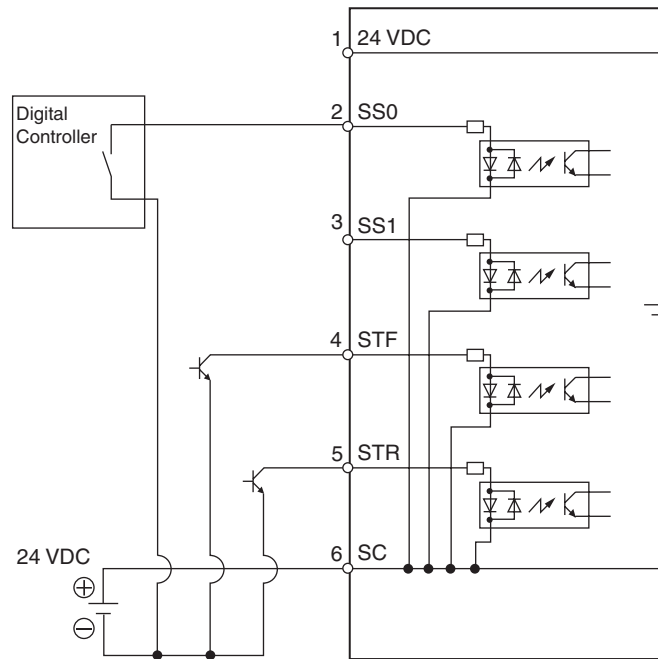 1 24 VDC
Digital
Controller
2 SS0
3 SS1
4 STF
5 STR
24 VDC
6 SC
+
−